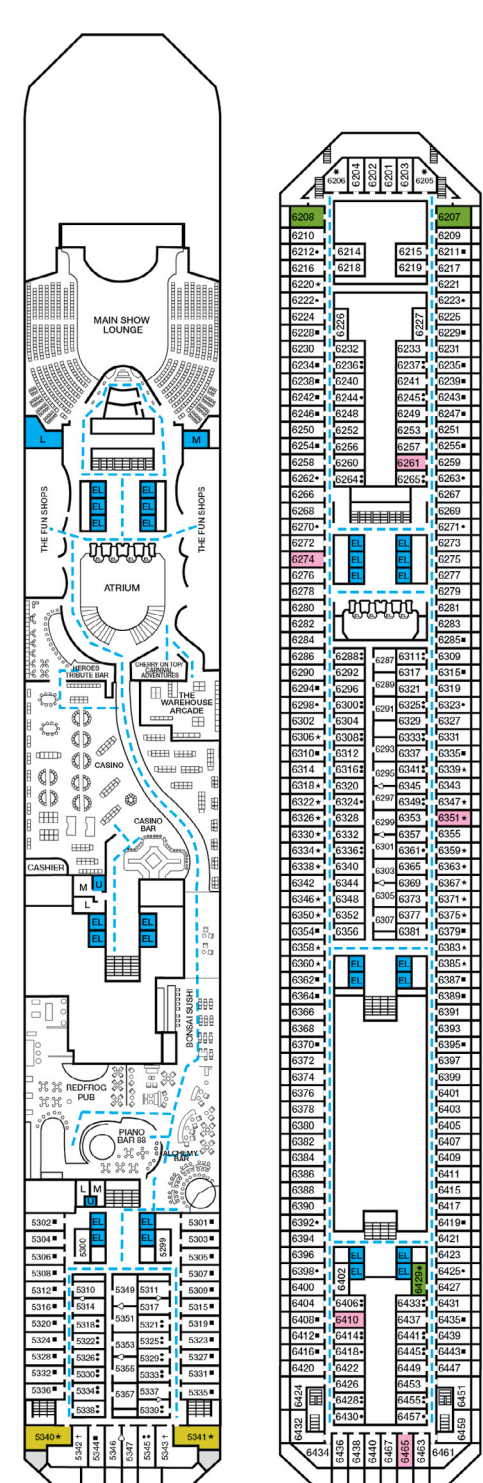 MAIN SHOW
LOUNGE
L
M
THE FUN SHOPS
THE FUN SHOPS
EL EL
EL EL
EL EL
ATRIUM
HEROES
TRIBUTE BAR
CHERRY ON TOP/
CARNIVAL
ADVENTURES
THE
WAREHOUSE
ARCADE
CASINO
CASINO
BAR
CASHIER
M U
L
EL EL
EL EL
BONSAI SUSHI
REDFROG
PUB
PIANO
BAR 88
ALCHEMY
BAR
L M
U
5302■ EL EL 5301■
5304■ 5300 EL EL 5299 5303■
5306■ 5305■
5308■ 5307■
5312■ 5310 5349 5311 5309■
5316■ 5314 5351 5317 5315■
5320■ 5318 5321 5319■
5324■ 5322 5353 5325 5323■
5328■ 5326 5355 5329 5327■
5332■ 5330 5333 5331■
5336■ 5334 5357 5337 5335■
5338
5340★ 5342† 5344■ 5346 5347 5345 5343† 5341★
★6206 6204 6202 6201 6203 ★6205
6208 6207
6210 6209
6212• 6214 6215 6211■
6216 6218 6219 6217
6220★ 6221
6222• 6223•
6224 6226 6227 6225
6228■ 6229■
6230 6232 6233 6231
6234■ 6236 6237 6235■
6238■ 6240 6241 6239■
6242■ 6244• 6245 6243■
6246■ 6248 6249 6247■
6250 6252 6253 6251
6254■ 6256 6257 6255■
6258 6260 6261 6259
6262• 6264 6265 6263•
6266 6267
6268 6269
6270• 6271•
6272 EL EL 6273
6274 EL EL 6275
6276 EL EL 6277
6278 6279
6280 6281
6282 6283
6284 6285■
6286 6288 6287 6311 6309
6290 6292 6317 6315■
6294■ 6296 6289 6321 6319
6298• 6300 6291 6325 6323•
6302 6304 6329 6327
6306★ 6308 6293 6333 6331
6310■ 6312 6337 6335■
6314 6316 6295 6341 6339★
6318★ 6320 6345 6343
6322★ 6324• 6297 6349 6347★
6326★ 6328 6299 6353 6351★
6330★ 6332 6357 6355
6334★ 6336 6301 6361• 6359★
6338★ 6340 6303 6365 6363★
6342 6344 6369 6367★
6346★ 6348 6305 6373 6371★
6350★ 6352 6307 6377 6375★
6354■ 6356 6381 6379■
6358★ 6383★
6360★ EL EL 6385★
6362■ EL EL 6387■
6364■ 6389■
6366 6391
6368 6393
6370■ 6395■
6372 6397
6374 6399
6376 6401
6378 6403
6380 6405
6382 6407
6384 6409
6386 6411
6388 6415
6390 6417
6392• 6419■
6394 6421
6396 EL EL 6423
6398• 6402 EL EL 6429 6425•
6400 6427
6404 6406 6433 6431
6408■ 6410 6437 6435■
6412■ 6414 6441 6439
6416■ 6418• 6445 6443■
6420 6422 6449 6447
6424 6426 6453 6451
6428 6455
6432 6430• 6457 6459
6434 6436 6438 6440 6467 6465 6463 6461